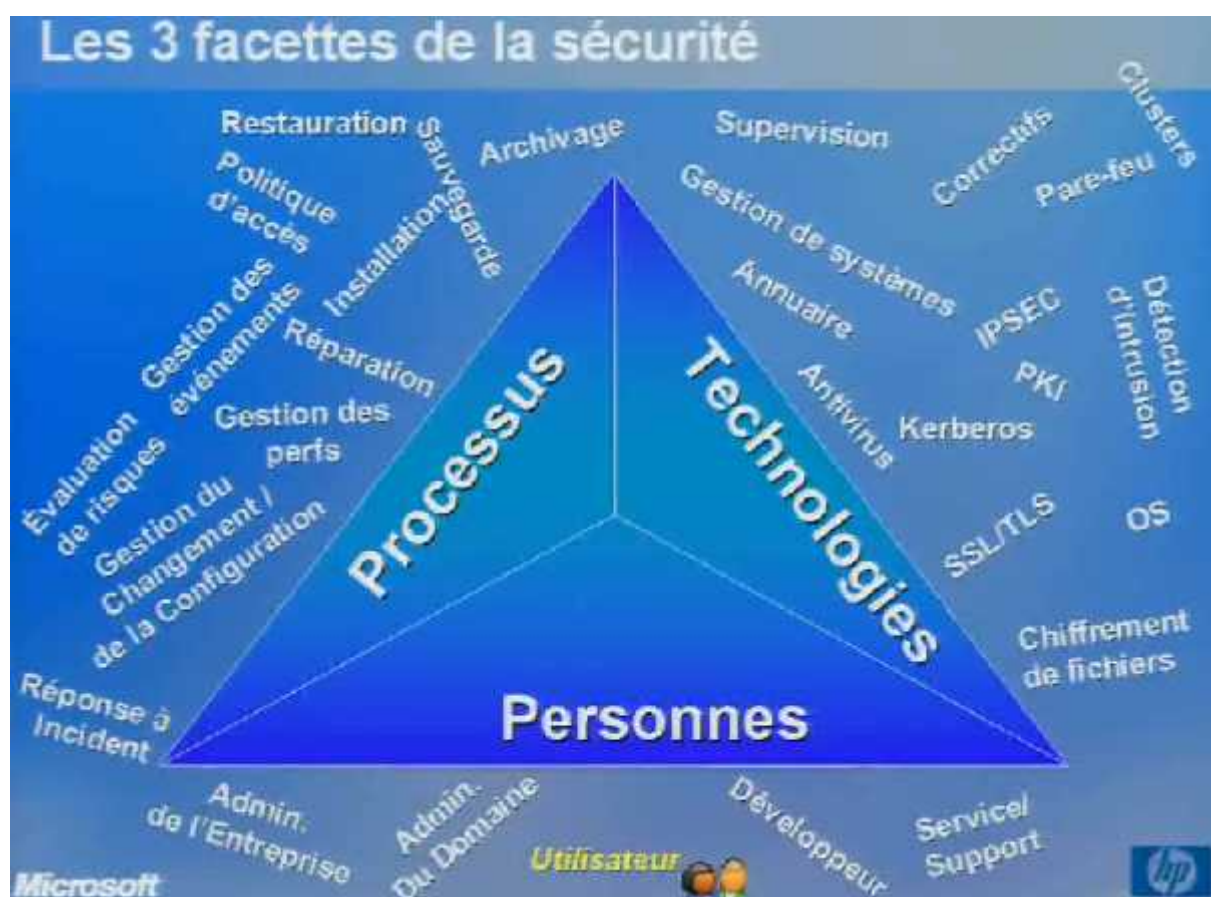 Les 3 facettes de la sécurité
Restauration
Sauvegarde
Archivage
Supervision
Correctifs
Clusters
Pare-feu
Politique
d'accès
Installation
Gestion de systèmes
Annuaire
Gestion des
événements
Réparation
IPSEC
PKI
Détection
d'Intrusion
Antivirus
Kerberos
Gestion des
perfs
Évaluation
de risques
Gestion du
Changement /
de la Configuration
SSL/TLS
OS
Processus
Technologies
Personnes
Chiffrement
de fichiers
Réponse à
Incident
Admin.
de l'Entreprise
Admin.
Du Domaine
Utilisateur
Développeur
Service/
Support
Microsoft
hp